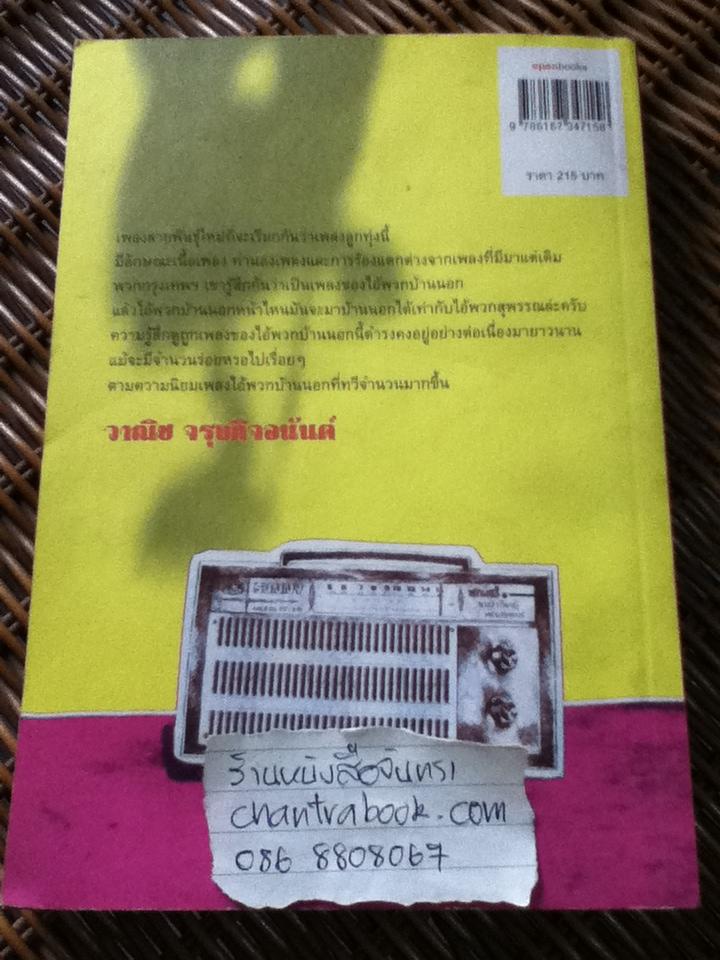 openbooks
9 786167 347158
ราคา 215 บาท
เพลงสายพันธุ์ใหม่ที่จะเรียกกันว่าเพลงลูกทุ่งนี้
มีลักษณะเนื้อเพลง ทำนองเพลงและการร้องแตกต่างจากเพลงที่มีมาแต่เดิม
พวกกรุงเทพฯ เขารู้สึกกันว่าเป็นเพลงของไอ้พวกบ้านนอก
แล้วไอ้พวกบ้านนอกหน้าไหนมันจะมาบ้านนอกได้เท่ากับไอ้พวกสุพรรณล่ะครับ
ความรู้สึกดูถูกเพลงของไอ้พวกบ้านนอกนี้ดำรงคงอยู่อย่างต่อเนื่องมายาวนาน
แม้จะมีจำนวนร่อยหรอไปเรื่อยๆ
ตามความนิยมเพลงไอ้พวกบ้านนอกที่ทวีจำนวนมากขึ้น
วาณิช จรุงกิจอนันต์
ร้านหนังสือจันทรา
chantrabook.com
086 8808067